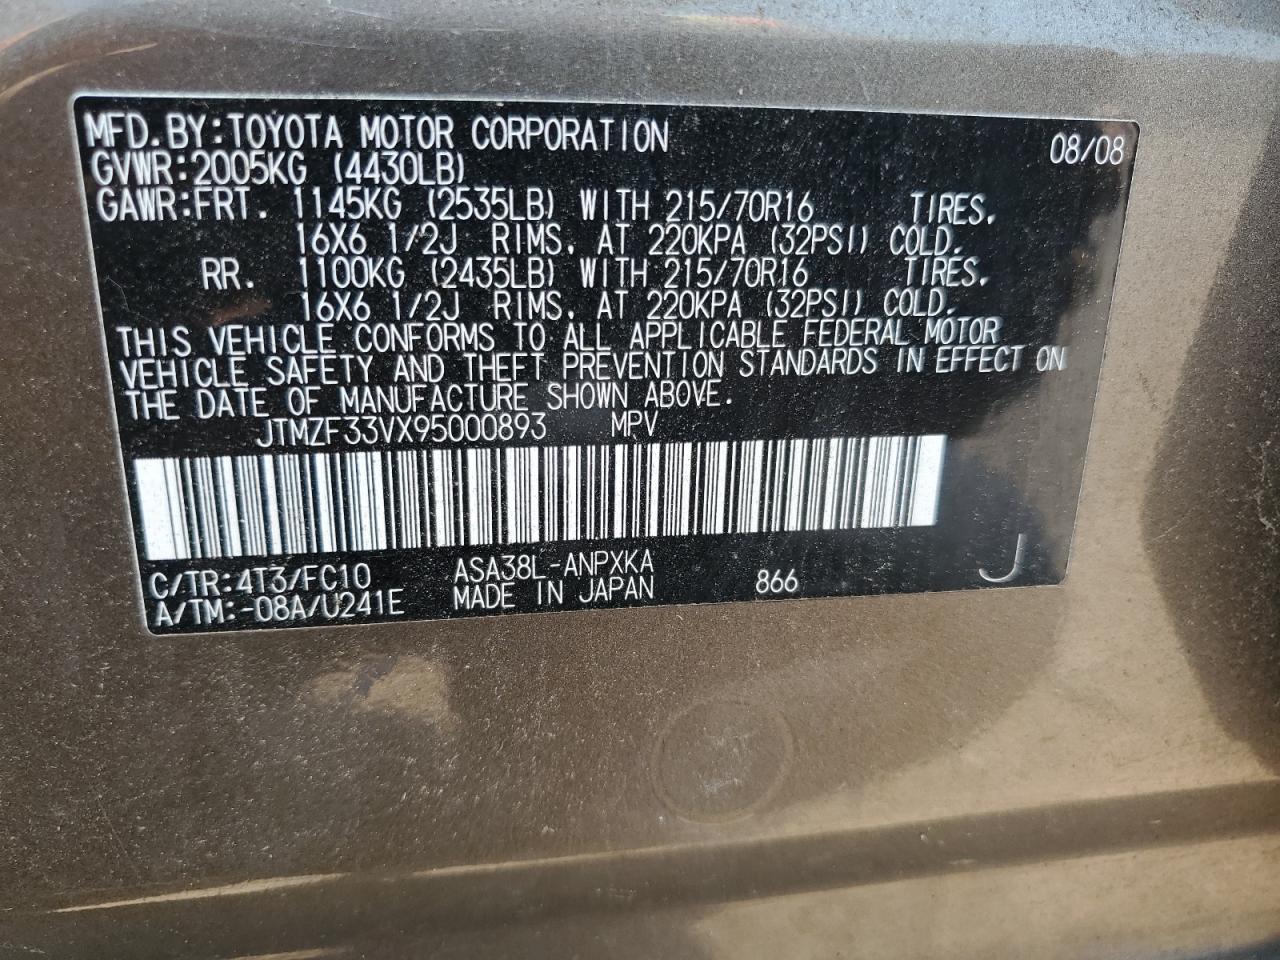 MFD.BY:TOYOTA MOTOR CORPORATION 08/08
GVWR:2005KG (4430LB)
GAWR:FRT. 1145KG (2535LB) WITH 215/70R16 TIRES,
16X6 1/2J RIMS, AT 220KPA (32PSI) COLD.
RR. 1100KG (2435LB) WITH 215/70R16 TIRES,
16X6 1/2J RIMS, AT 220KPA (32PSI) COLD.
THIS VEHICLE CONFORMS TO ALL APPLICABLE FEDERAL MOTOR
VEHICLE SAFETY AND THEFT PREVENTION STANDARDS IN EFFECT ON
THE DATE OF MANUFACTURE SHOWN ABOVE.
JTMZF33VX95000893 MPV
C/TR:4T3/FC10 ASA38L-ANPXKA
A/TM:-08A/U241E MADE IN JAPAN 866 J